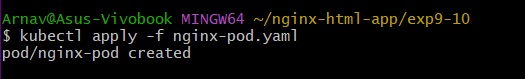 Arnav@Asus-Vivobook MINGW64 ~/nginx-html-app/exp9-10
$ kubectl apply -f nginx-pod.yaml
pod/nginx-pod created